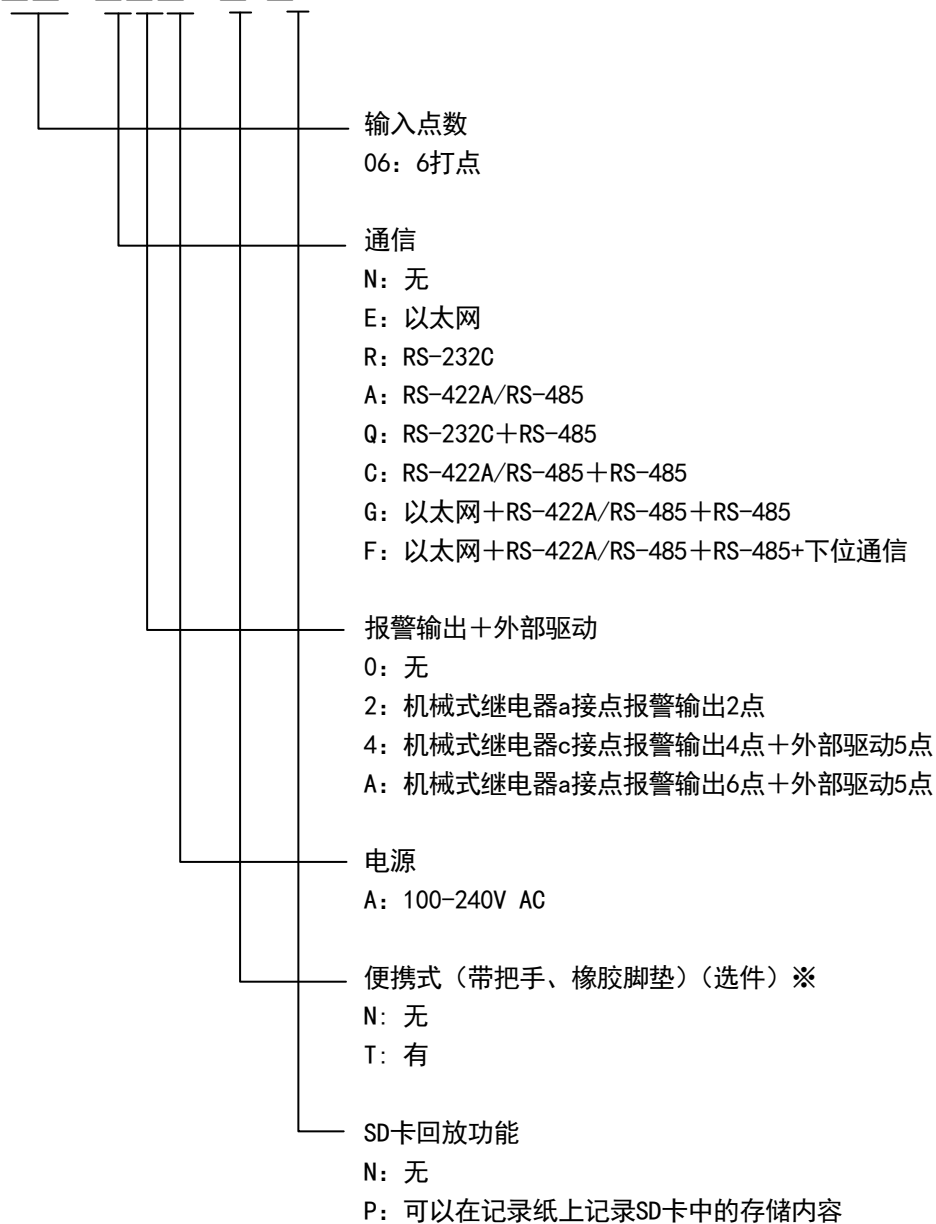 输入点数
06：6打点
通信
N：无
E：以太网
R：RS-232C
A：RS-422A/RS-485
Q：RS-232C＋RS-485
C：RS-422A/RS-485＋RS-485
G：以太网＋RS-422A/RS-485＋RS-485
F：以太网＋RS-422A/RS-485＋RS-485+下位通信
报警输出＋外部驱动
0：无
2：机械式继电器a接点报警输出2点
4：机械式继电器c接点报警输出4点＋外部驱动5点
A：机械式继电器a接点报警输出6点＋外部驱动5点
电源
A：100-240V AC
便携式（带把手、橡胶脚垫）（选件）※
N: 无
T: 有
SD卡回放功能
N：无
P：可以在记录纸上记录SD卡中的存储内容